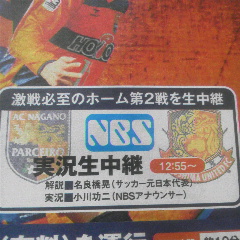 激戦必至のホーム第2戦を生中継
AC NAGANO
PARCEIRO
NBS
実況生中継 12:55〜
解説■名良橋晃(サッカー元日本代表)
実況■小川功二(NBSアナウンサー)